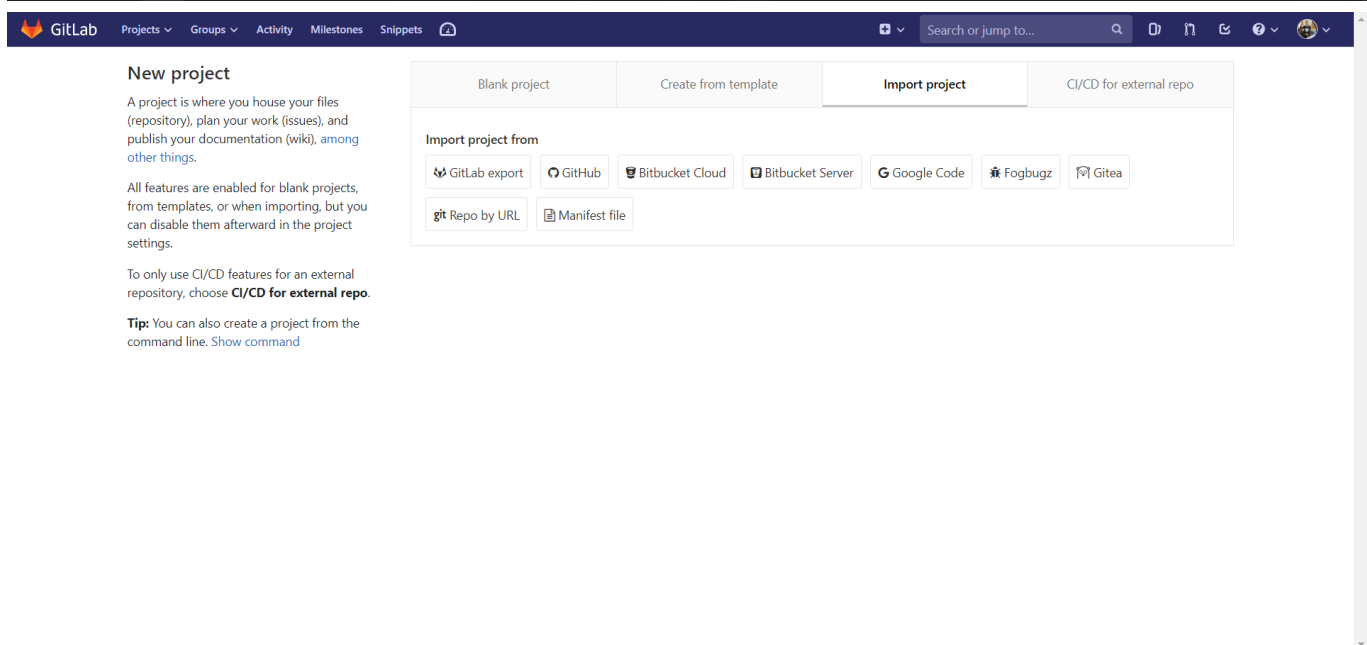 GitLab Projects Groups Activity Milestones Snippets Search or jump to...
New project
A project is where you house your files
(repository), plan your work (issues), and
publish your documentation (wiki), among
other things.
All features are enabled for blank projects,
from templates, or when importing, but you
can disable them afterward in the project
settings.
To only use CI/CD features for an external
repository, choose CI/CD for external repo.
Tip: You can also create a project from the
command line. Show command
Blank project Create from template Import project CI/CD for external repo
Import project from
GitLab export GitHub Bitbucket Cloud Bitbucket Server G Google Code Fogbugz Gitea
git Repo by URL Manifest file